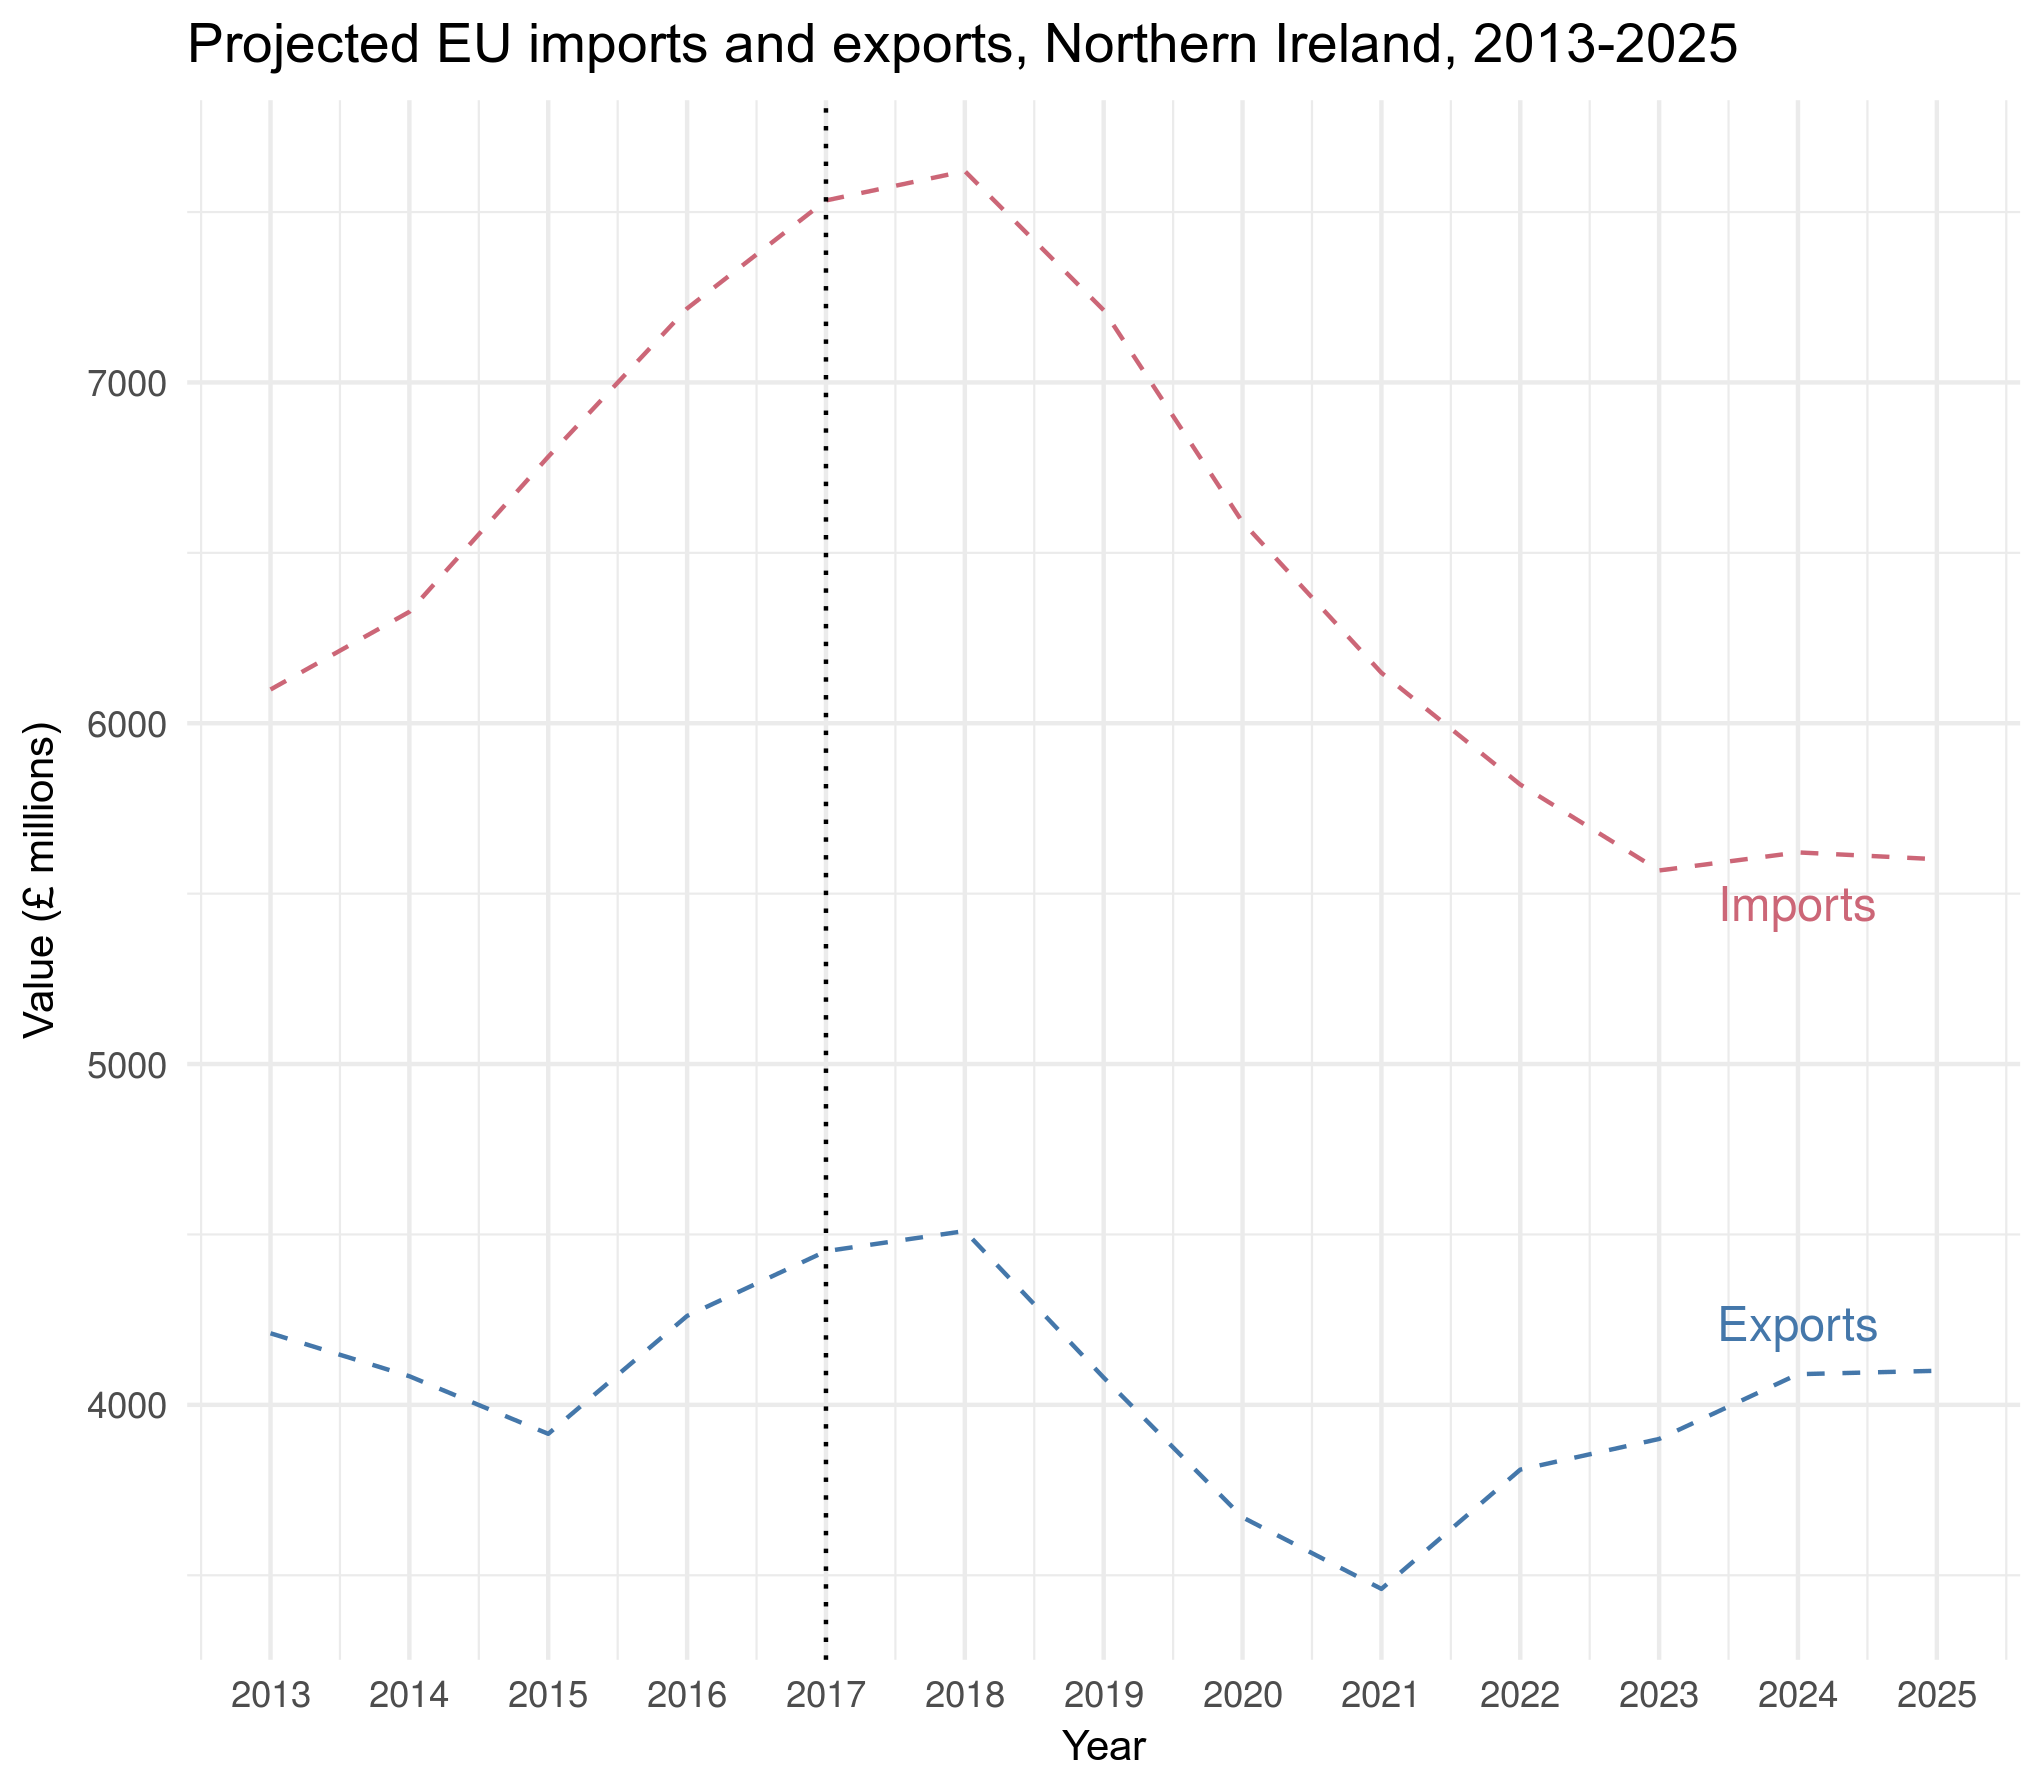 Projected EU imports and exports, Northern Ireland, 2013-2025
Value (£ millions)
7000
6000
5000
4000
Imports
Exports
2013 2014 2015 2016 2017 2018 2019 2020 2021 2022 2023 2024 2025
Year